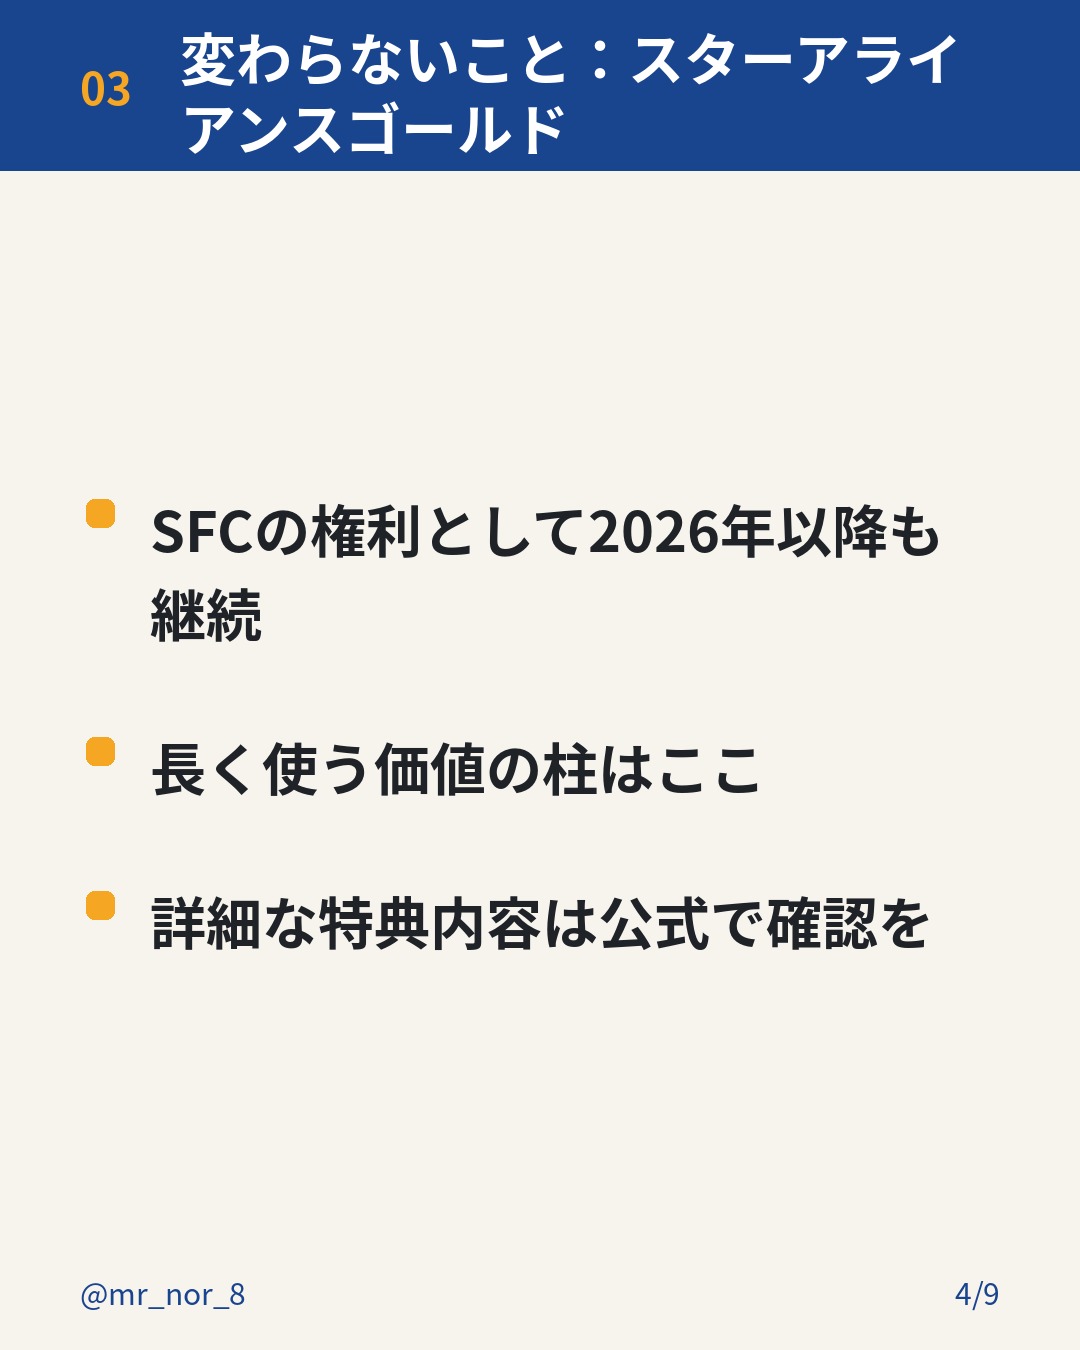 03
変わらないこと：スターアライ
アンスゴールド
SFCの権利として2026年以降も
継続
長く使う価値の柱はここ
詳細な特典内容は公式で確認を
@mr_nor_8
4/9